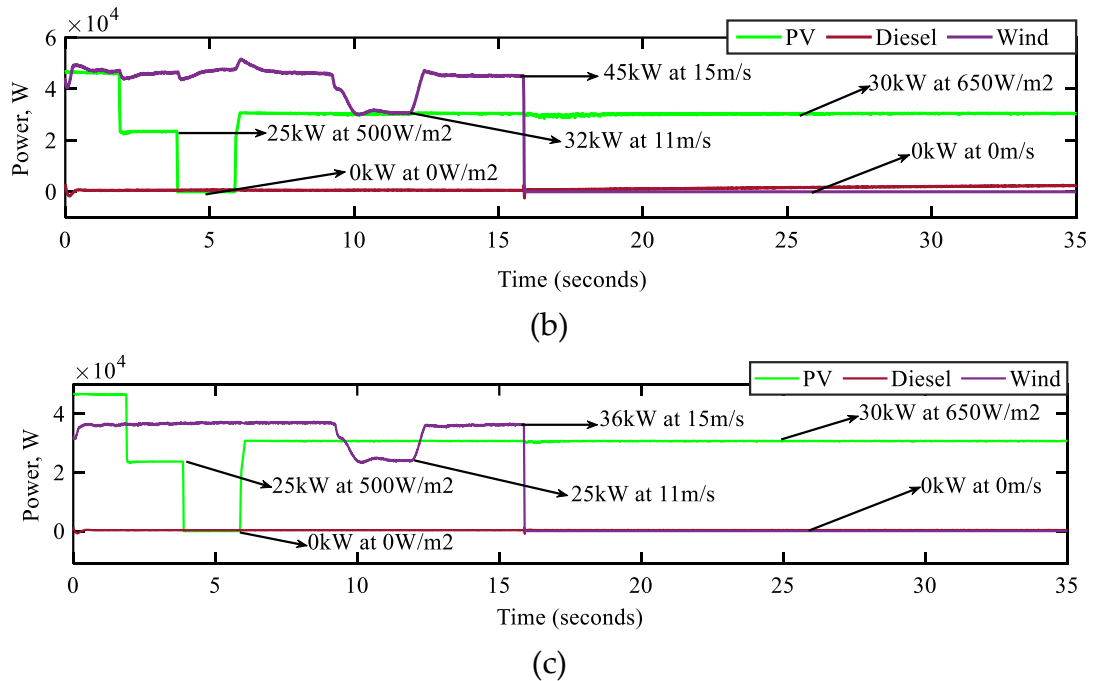 ×10⁴
PV Diesel Wind
6
4
2
0
Power, W
45kW at 15m/s
30kW at 650W/m2
25kW at 500W/m2
32kW at 11m/s
0kW at 0m/s
0kW at 0W/m2
0 5 10 15 20 25 30 35
Time (seconds)
(b)
×10⁴
PV Diesel Wind
4
2
0
Power, W
36kW at 15m/s
30kW at 650W/m2
25kW at 500W/m2
25kW at 11m/s
0kW at 0m/s
0kW at 0W/m2
0 5 10 15 20 25 30 35
Time (seconds)
(c)